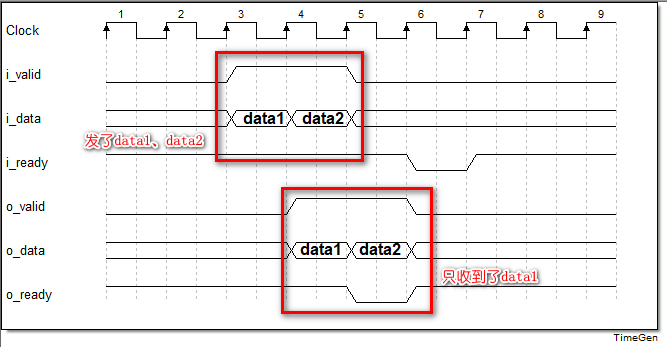 1 2 3 4 5 6 7 8 9
Clock
i_valid
i_data data1 data2
发了data1、data2
i_ready
o_valid
o_data data1 data2
只收到了data1
o_ready
TimeGen